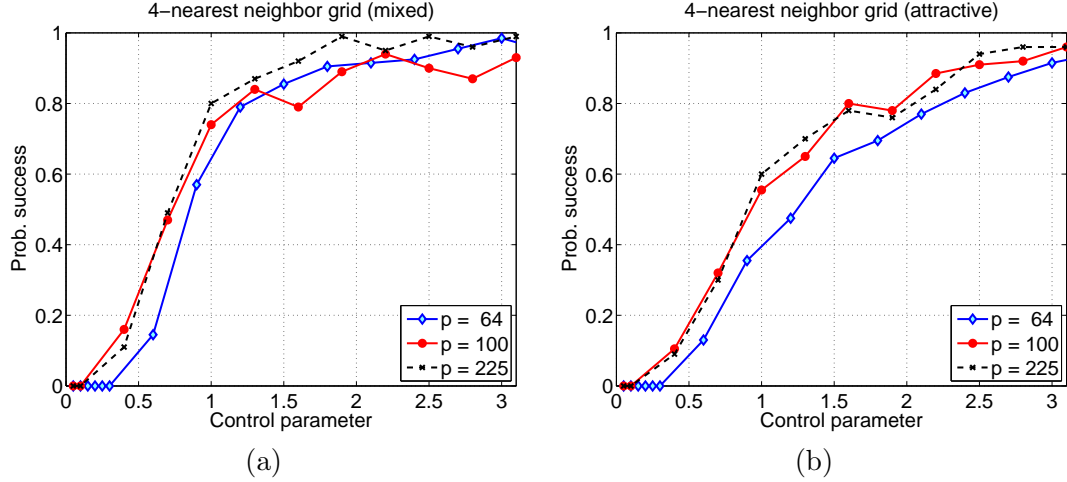 4−nearest neighbor grid (mixed)
Prob. success
1
0.8
0.6
0.4
0.2
0
0 0.5 1 1.5 2 2.5 3
Control parameter
p = 64
p = 100
p = 225
(a)
4−nearest neighbor grid (attractive)
Prob. success
1
0.8
0.6
0.4
0.2
0
0 0.5 1 1.5 2 2.5 3
Control parameter
p = 64
p = 100
p = 225
(b)